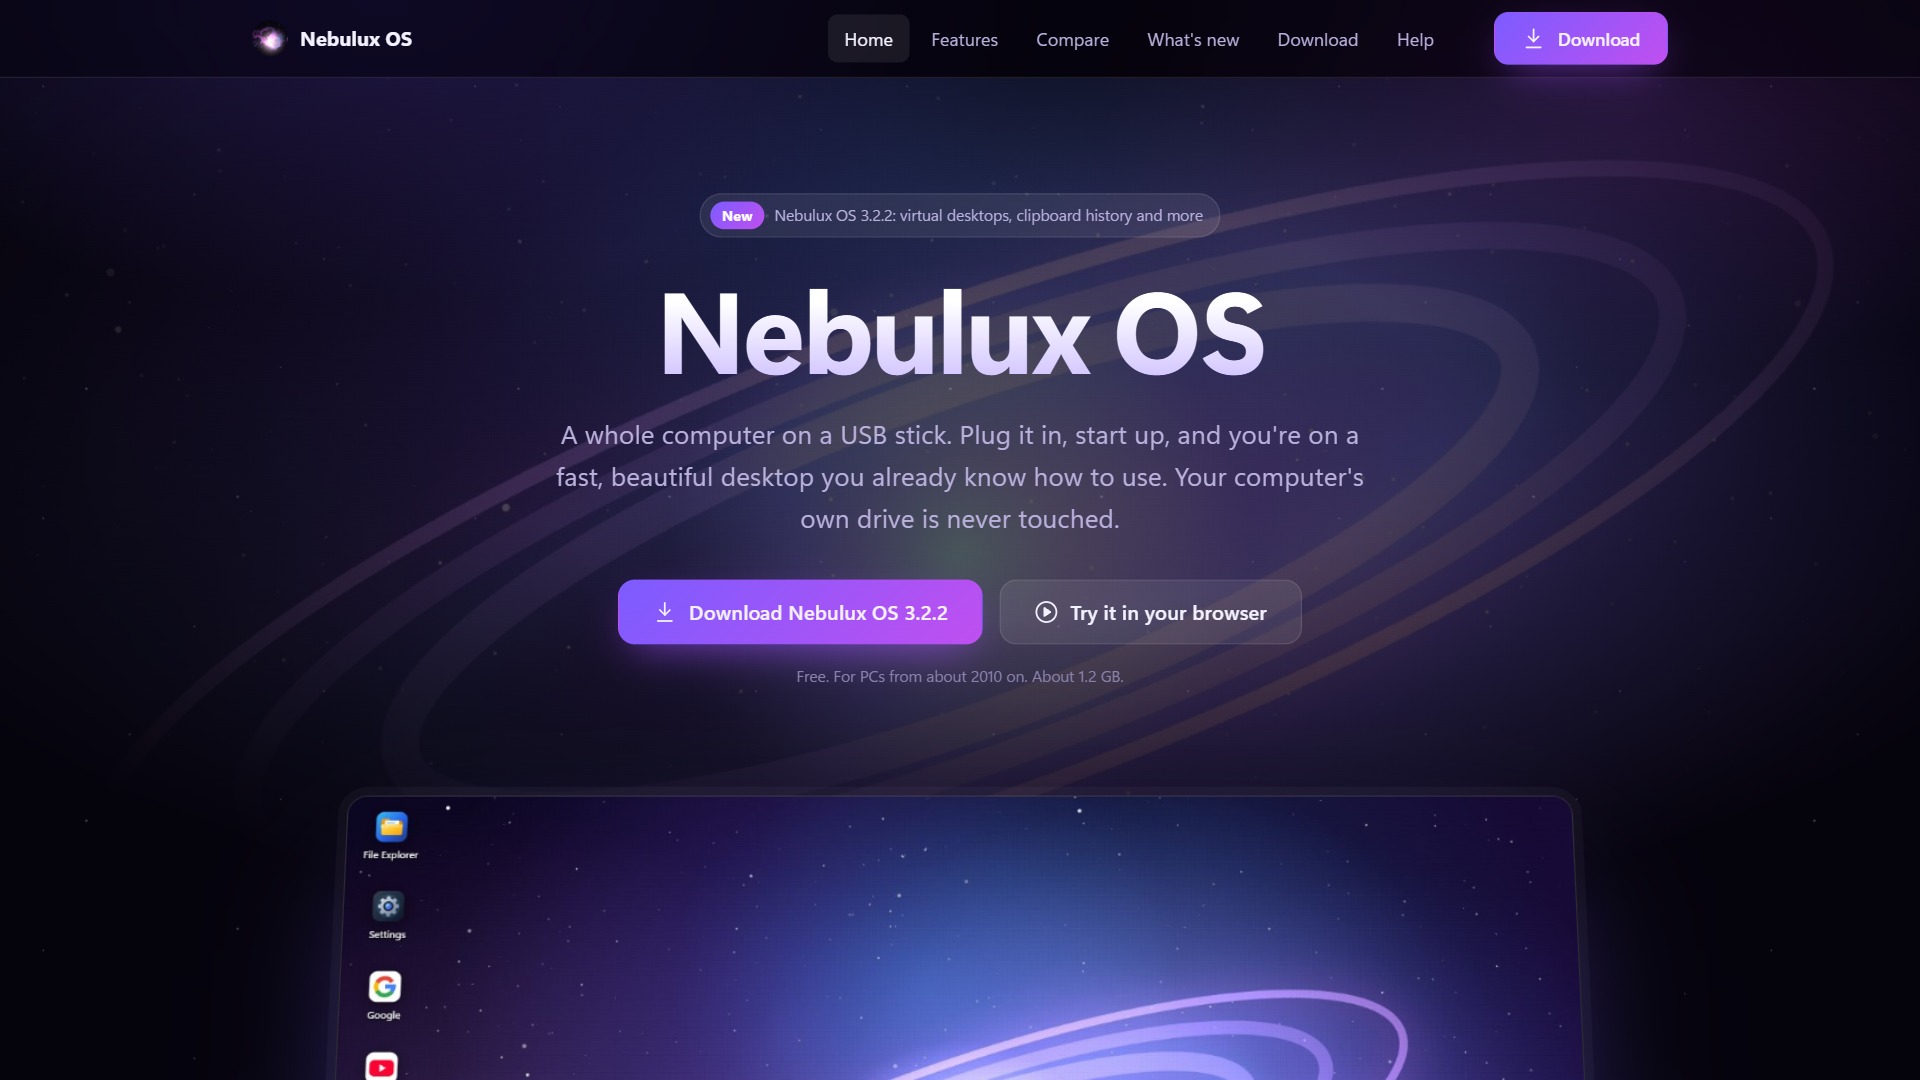 Nebulux OS
Home
Features
Compare
What's new
Download
Help
Download
New
Nebulux OS 3.2.2: virtual desktops, clipboard history and more
Nebulux OS
A whole computer on a USB stick. Plug it in, start up, and you're on a
fast, beautiful desktop you already know how to use. Your computer's
own drive is never touched.
Download Nebulux OS 3.2.2
Try it in your browser
Free. For PCs from about 2010 on. About 1.2 GB.
File Explorer
Settings
Google